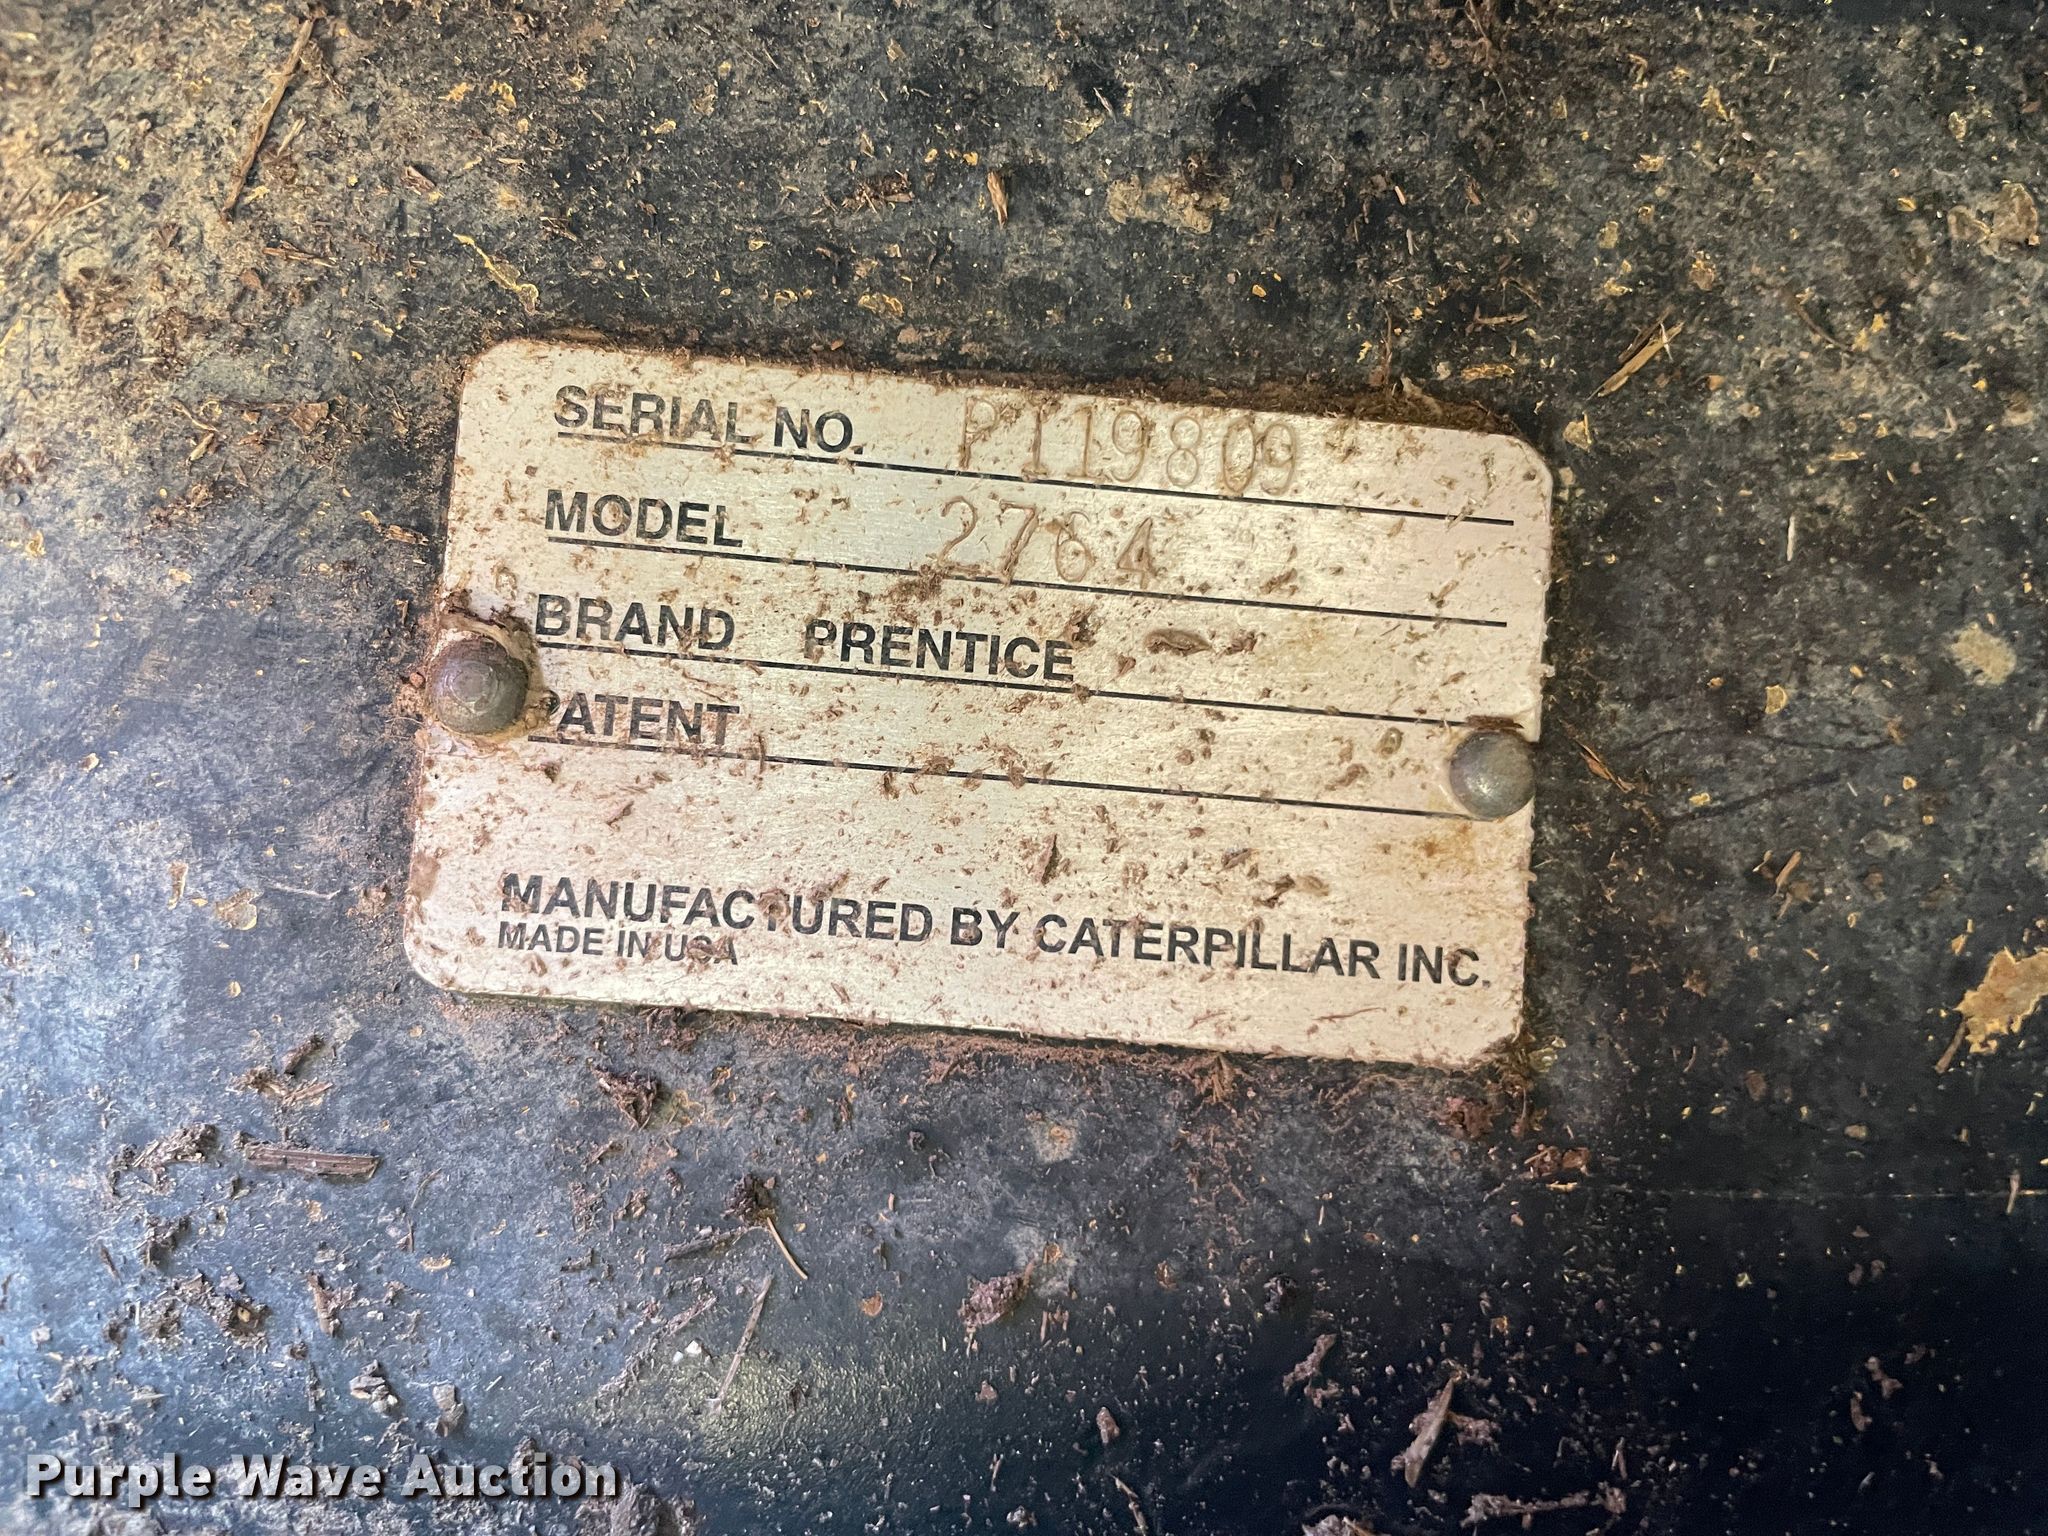 SERIAL NO. P119809
MODEL 2764
BRAND PRENTICE
PATENT
MANUFACTURED BY CATERPILLAR INC.
MADE IN USA
Purple Wave Auction